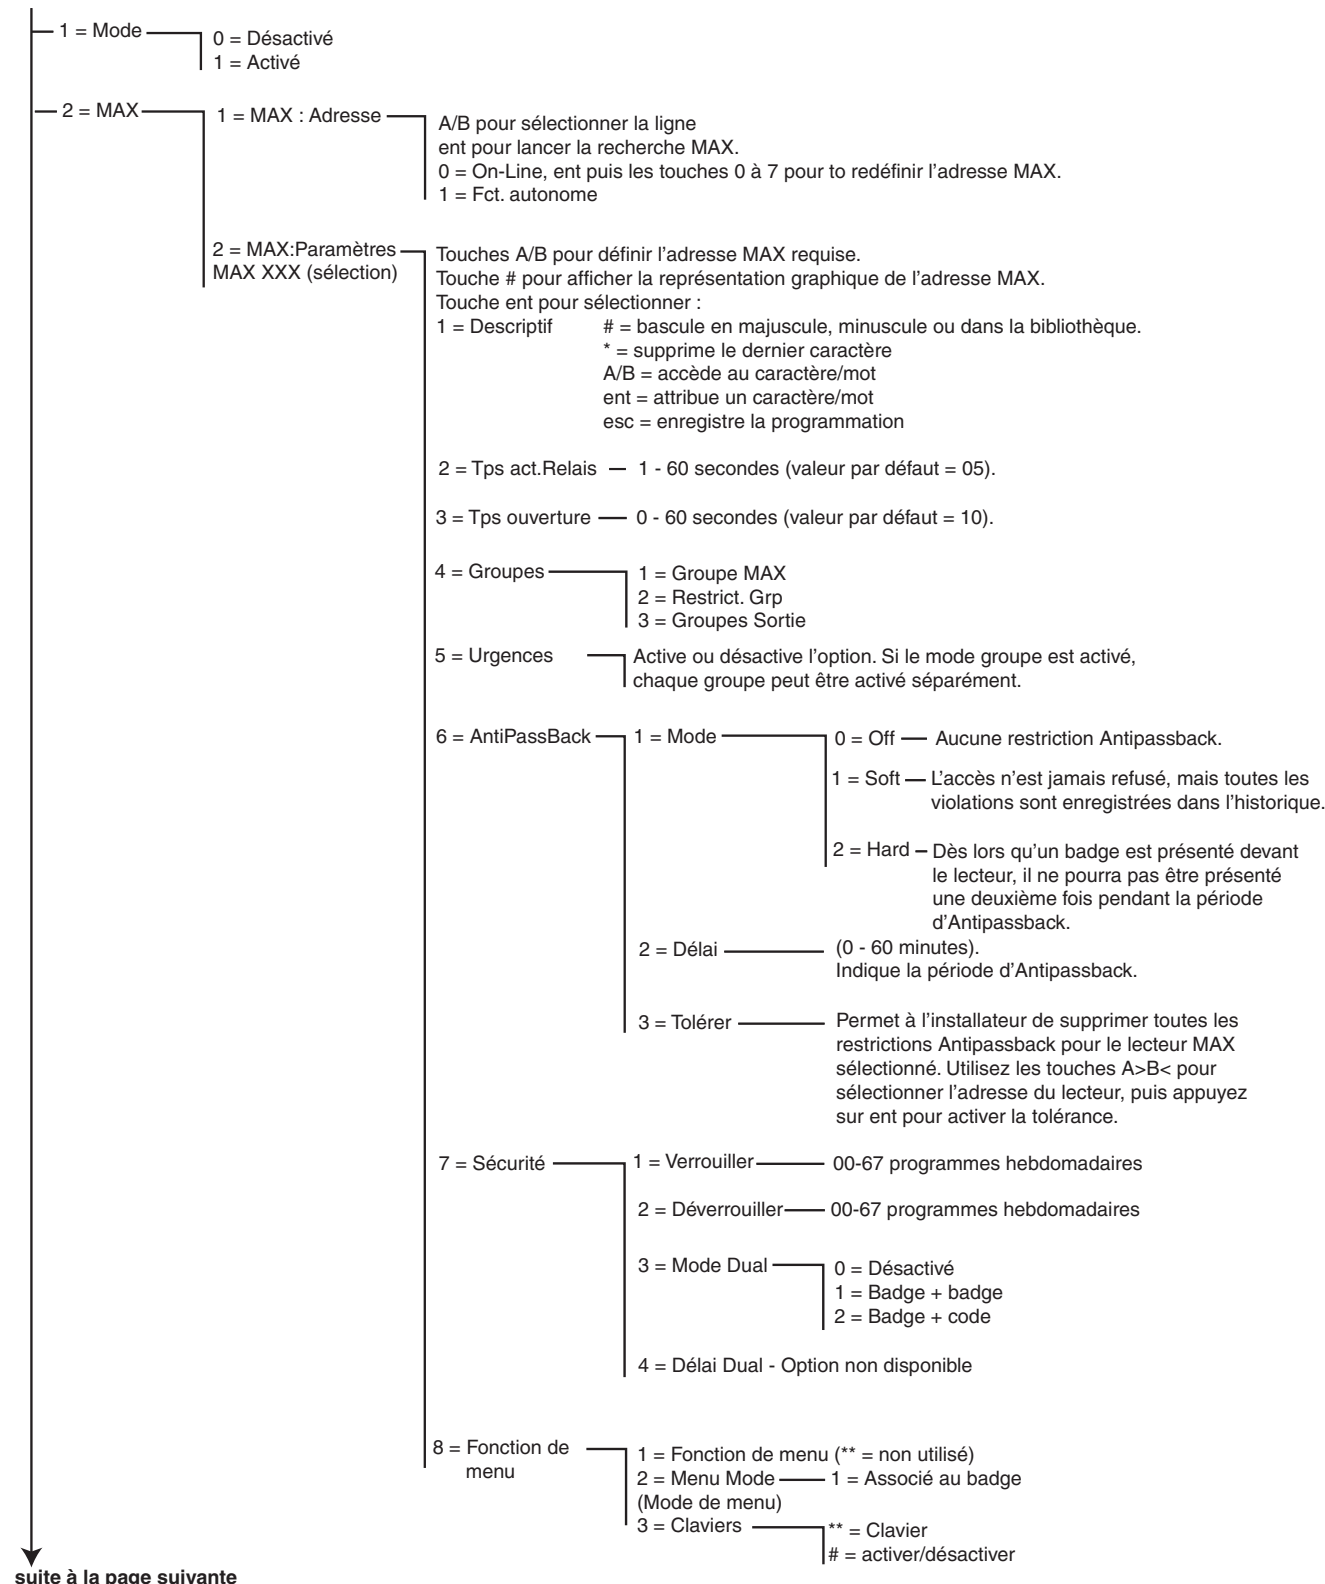 1 = Mode
0 = Désactivé
1 = Activé
2 = MAX
1 = MAX : Adresse
A/B pour sélectionner la ligne
ent pour lancer la recherche MAX.
0 = On-Line, ent puis les touches 0 à 7 pour to redéfinir l'adresse MAX.
1 = Fct. autonome
2 = MAX:Paramètres
MAX XXX (sélection)
Touches A/B pour définir l'adresse MAX requise.
Touche # pour afficher la représentation graphique de l'adresse MAX.
Touche ent pour sélectionner :
1 = Descriptif
# = bascule en majuscule, minuscule ou dans la bibliothèque.
* = supprime le dernier caractère
A/B = accède au caractère/mot
ent = attribue un caractère/mot
esc = enregistre la programmation
2 = Tps act.Relais
1 - 60 secondes (valeur par défaut = 05).
3 = Tps ouverture
0 - 60 secondes (valeur par défaut = 10).
4 = Groupes
1 = Groupe MAX
2 = Restrict. Grp
3 = Groupes Sortie
5 = Urgences
Active ou désactive l'option. Si le mode groupe est activé,
chaque groupe peut être activé séparément.
6 = AntiPassBack
1 = Mode
0 = Off
Aucune restriction Antipassback.
1 = Soft
L'accès n'est jamais refusé, mais toutes les
violations sont enregistrées dans l'historique.
2 = Hard
Dès lors qu'un badge est présenté devant
le lecteur, il ne pourra pas être présenté
une deuxième fois pendant la période
d'Antipassback.
2 = Délai
(0 - 60 minutes).
Indique la période d'Antipassback.
3 = Tolérer
Permet à l'installateur de supprimer toutes les
restrictions Antipassback pour le lecteur MAX
sélectionné. Utilisez les touches A>B< pour
sélectionner l'adresse du lecteur, puis appuyez
sur ent pour activer la tolérance.
7 = Sécurité
1 = Verrouiller
00-67 programmes hebdomadaires
2 = Déverrouiller
00-67 programmes hebdomadaires
3 = Mode Dual
0 = Désactivé
1 = Badge + badge
2 = Badge + code
4 = Délai Dual - Option non disponible
8 = Fonction de
menu
1 = Fonction de menu (** = non utilisé)
2 = Menu Mode
1 = Associé au badge
(Mode de menu)
3 = Claviers
** = Clavier
# = activer/désactiver
suite à la page suivante